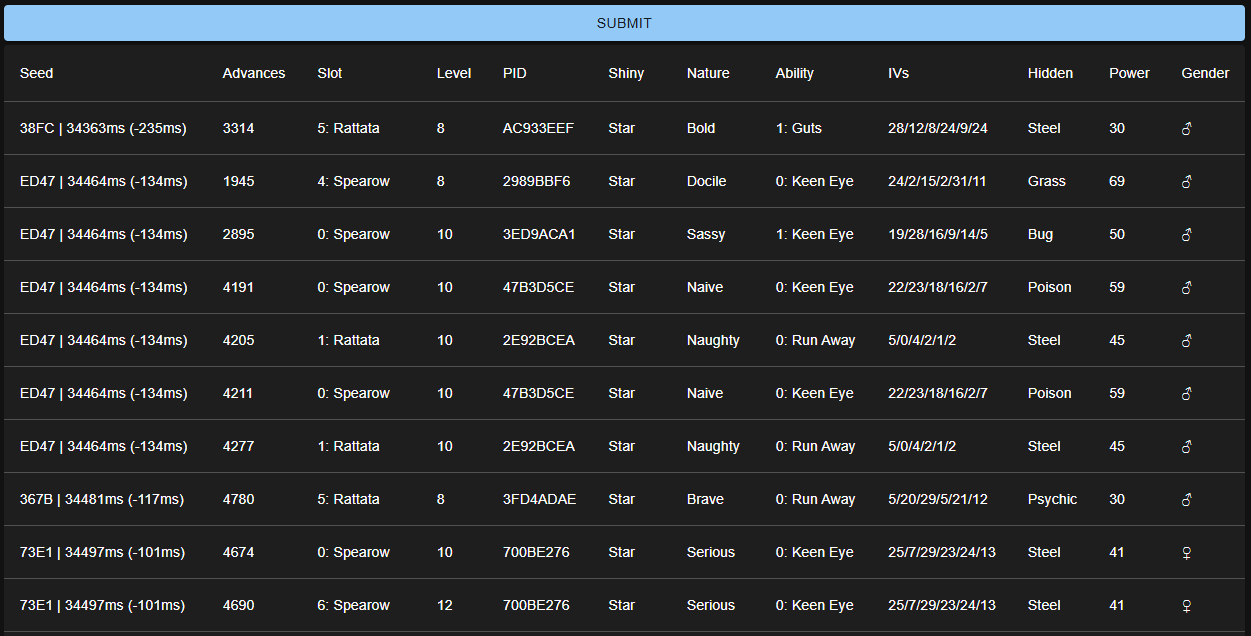 SUBMIT
Seed Advances Slot Level PID Shiny Nature Ability IVs Hidden Power Gender
38FC | 34363ms (-235ms) 3314 5: Rattata 8 AC933EEF Star Bold 1: Guts 28/12/8/24/9/24 Steel 30 ♂
ED47 | 34464ms (-134ms) 1945 4: Spearow 8 2989BBF6 Star Docile 0: Keen Eye 24/2/15/2/31/11 Grass 69 ♂
ED47 | 34464ms (-134ms) 2895 0: Spearow 10 3ED9ACA1 Star Sassy 1: Keen Eye 19/28/16/9/14/5 Bug 50 ♂
ED47 | 34464ms (-134ms) 4191 0: Spearow 10 47B3D5CE Star Naive 0: Keen Eye 22/23/18/16/2/7 Poison 59 ♂
ED47 | 34464ms (-134ms) 4205 1: Rattata 10 2E92BCEA Star Naughty 0: Run Away 5/0/4/2/1/2 Steel 45 ♂
ED47 | 34464ms (-134ms) 4211 0: Spearow 10 47B3D5CE Star Naive 0: Keen Eye 22/23/18/16/2/7 Poison 59 ♂
ED47 | 34464ms (-134ms) 4277 1: Rattata 10 2E92BCEA Star Naughty 0: Run Away 5/0/4/2/1/2 Steel 45 ♂
367B | 34481ms (-117ms) 4780 5: Rattata 8 3FD4ADAE Star Brave 0: Run Away 5/20/29/5/21/12 Psychic 30 ♂
73E1 | 34497ms (-101ms) 4674 0: Spearow 10 700BE276 Star Serious 0: Keen Eye 25/7/29/23/24/13 Steel 41 ♀
73E1 | 34497ms (-101ms) 4690 6: Spearow 12 700BE276 Star Serious 0: Keen Eye 25/7/29/23/24/13 Steel 41 ♀